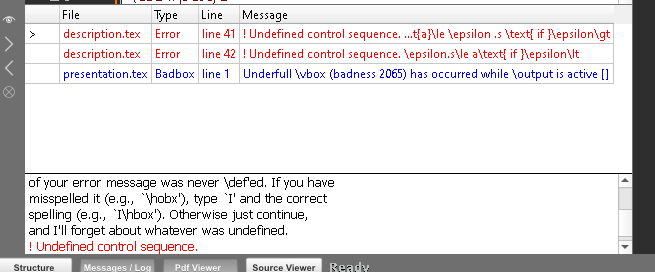 File Type Line Message
description.tex Error line 41 ! Undefined control sequence. ...t{a}\le \epsilon .s \text{ if }\epsilon\gt
description.tex Error line 42 ! Undefined control sequence. \epsilon.s\le a\text{ if }\epsilon\lt
presentation.tex Badbox line 1 Underfull \vbox (badness 2065) has occurred while \output is active []
of your error message was never \def'ed. If you have
misspelled it (e.g., `\hobx'), type `I' and the correct
spelling (e.g., `I\hbox'). Otherwise just continue,
and I'll forget about whatever was undefined.
! Undefined control sequence.
Structure Messages / Log Pdf Viewer Source Viewer Ready